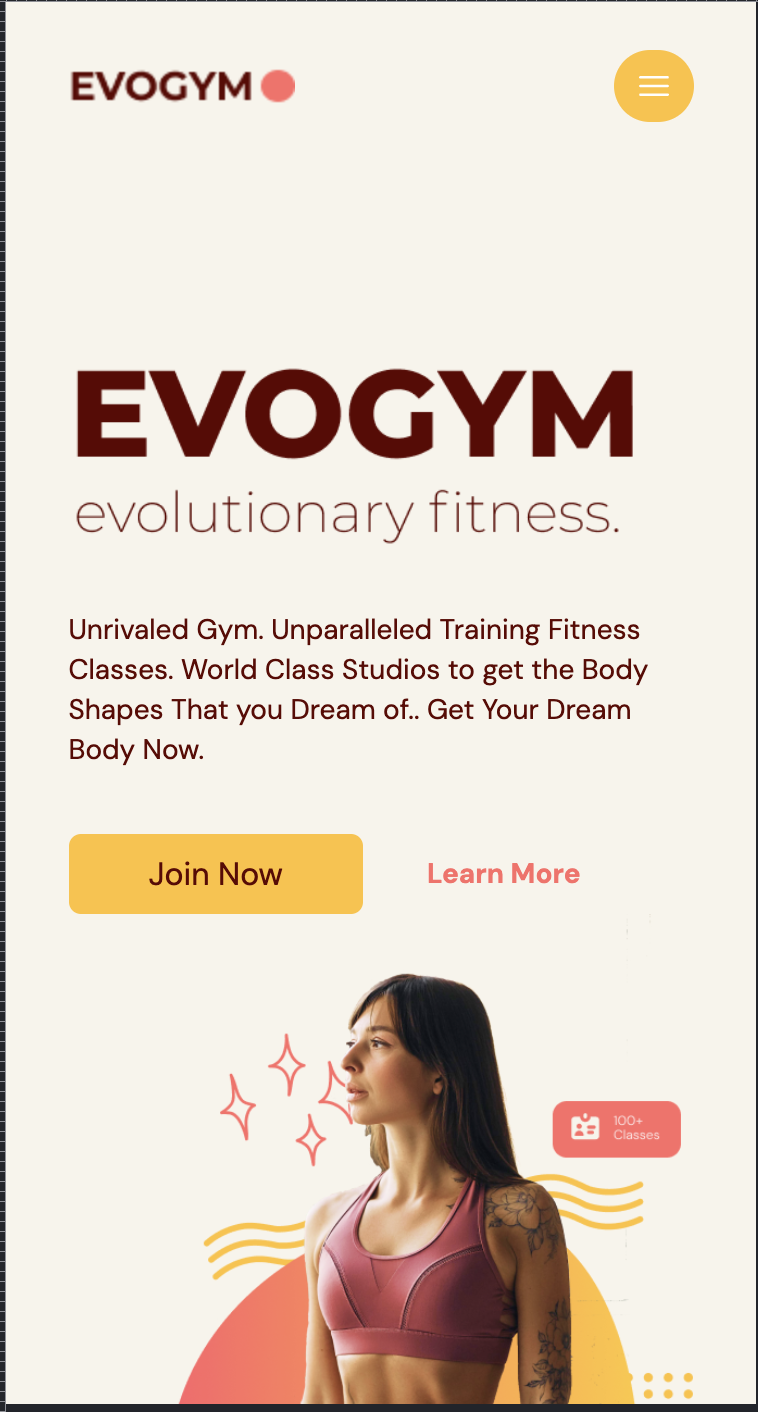 EVOGYM
EVOGYM
evolutionary fitness.
Unrivaled Gym. Unparalleled Training Fitness
Classes. World Class Studios to get the Body
Shapes That you Dream of.. Get Your Dream
Body Now.
Join Now
Learn More
100+
Classes